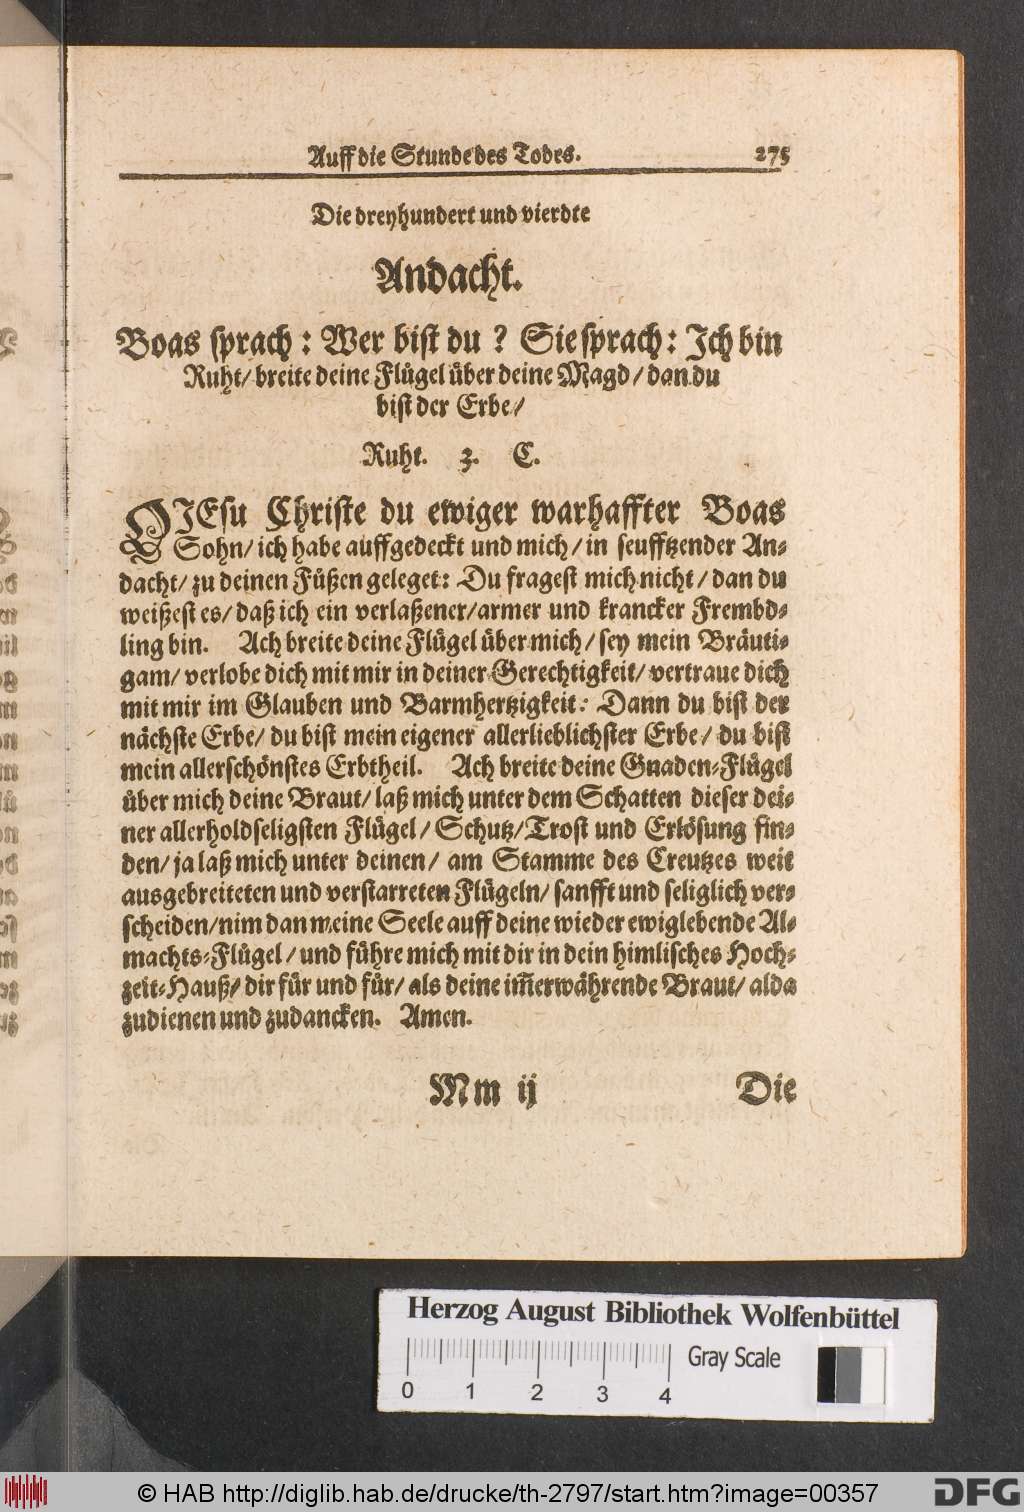 Auff die Stunde des Todes. 275
Die dreyhundert und vierdte
Andacht.
Boas sprach: Wer bist du? Sie sprach: Ich bin
Ruht/ breite deine Flügel über deine Magd/ dan du
bist der Erbe/
Ruht. 3. C.
O JEsu Christe du ewiger warhaffter Boas
Sohn/ ich habe auffgedeckt und mich/ in seufftzender An-
dacht/ zu deinen Füßen geleget: Du fragest mich nicht/ dan du
weißest es/ daß ich ein verlaßener/ armer und krancker Frembd-
ling bin. Ach breite deine Flügel über mich/ sey mein Bräuti-
gam/ verlobe dich mit mir in deiner Gerechtigkeit/ vertraue dich
mit mir im Glauben und Barmhertzigkeit: Dann du bist der
nächste Erbe/ du bist mein eigener allerlieblichster Erbe/ du bist
mein allerschönstes Erbtheil. Ach breite deine Gnaden-Flügel
über mich deine Braut/ laß mich unter dem Schatten dieser dei-
ner allerholdseligsten Flügel/ Schutz/ Trost und Erlösung fin-
den/ ja laß mich unter deinen/ am Stamme des Creutzes weit
ausgebreiteten und verstarreten Flügeln/ sanfft und seliglich ver-
scheiden/ nim dan meine Seele auff deine wieder ewiglebende Al-
machts-Flügel/ und führe mich mit dir in dein himlisches Hoch-
zeit-Hauß/ dir für und für/ als deine im̃erwährende Braut/ alda
zudienen und zudancken. Amen.
Mm ij Die
Herzog August Bibliothek Wolfenbüttel
Gray Scale
0 1 2 3 4
© HAB http://diglib.hab.de/drucke/th-2797/start.htm?image=00357
DFG